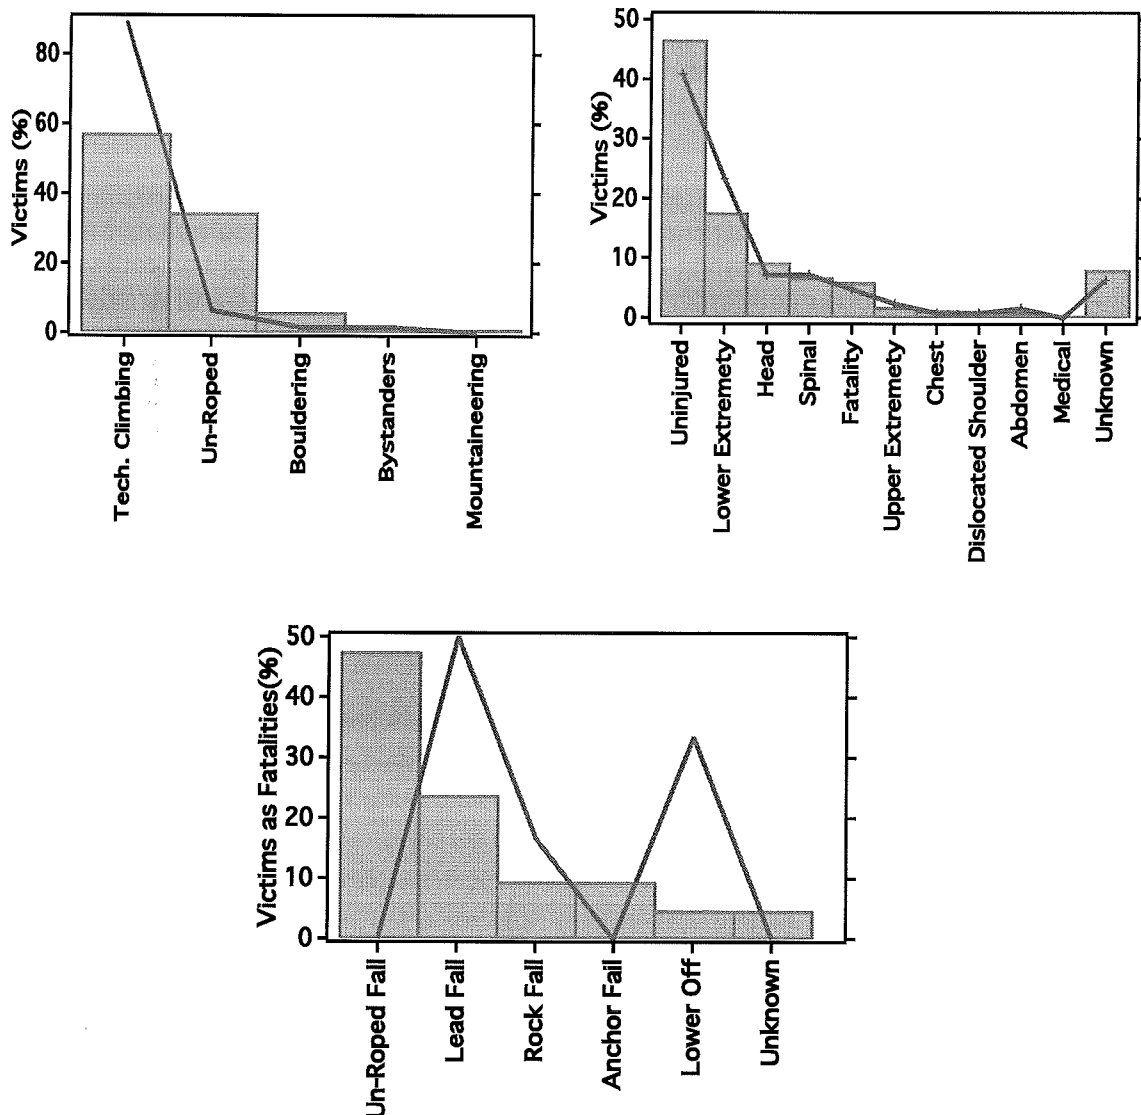 Victims (%)
80
60
40
20
0
Tech. Climbing
Un-Roped
Bouldering
Bystanders
Mountaineering
Victims (%)
50
40
30
20
10
0
Uninjured
Lower Extremety
Head
Spinal
Fatality
Upper Extremety
Chest
Dislocated Shoulder
Abdomen
Medical
Unknown
Victims as Fatalities(%)
50
40
30
20
10
0
Un-Roped Fall
Lead Fall
Rock Fall
Anchor Fail
Lower Off
Unknown